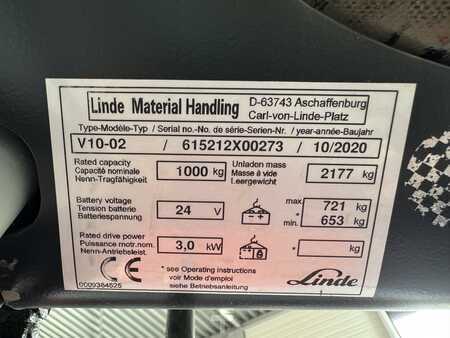 Linde Material Handling D-63743 Aschaffenburg
Carl-von-Linde-Platz
Type-Modèle-Typ / Serial no.-No. de série-Serien-Nr. / year-année-Baujahr
V10-02 / 615212X00273 / 10/2020
Rated capacity
Capacité nominale
Nenn-Tragfähigkeit
1000 kg
Unladen mass
Masse à vide
Leergewicht
2177 kg
Battery voltage
Tension batterie
Batteriespannung
24 V
max 721 kg
*
min. 653 kg
Rated drive power
Puissance motr.nom.
Nenn-Antriebsleist.
3,0 kW
* kg
* see Operating instructions
voir Mode d'emploi
siehe Betriebsanleitung
CE
0009384525
Linde